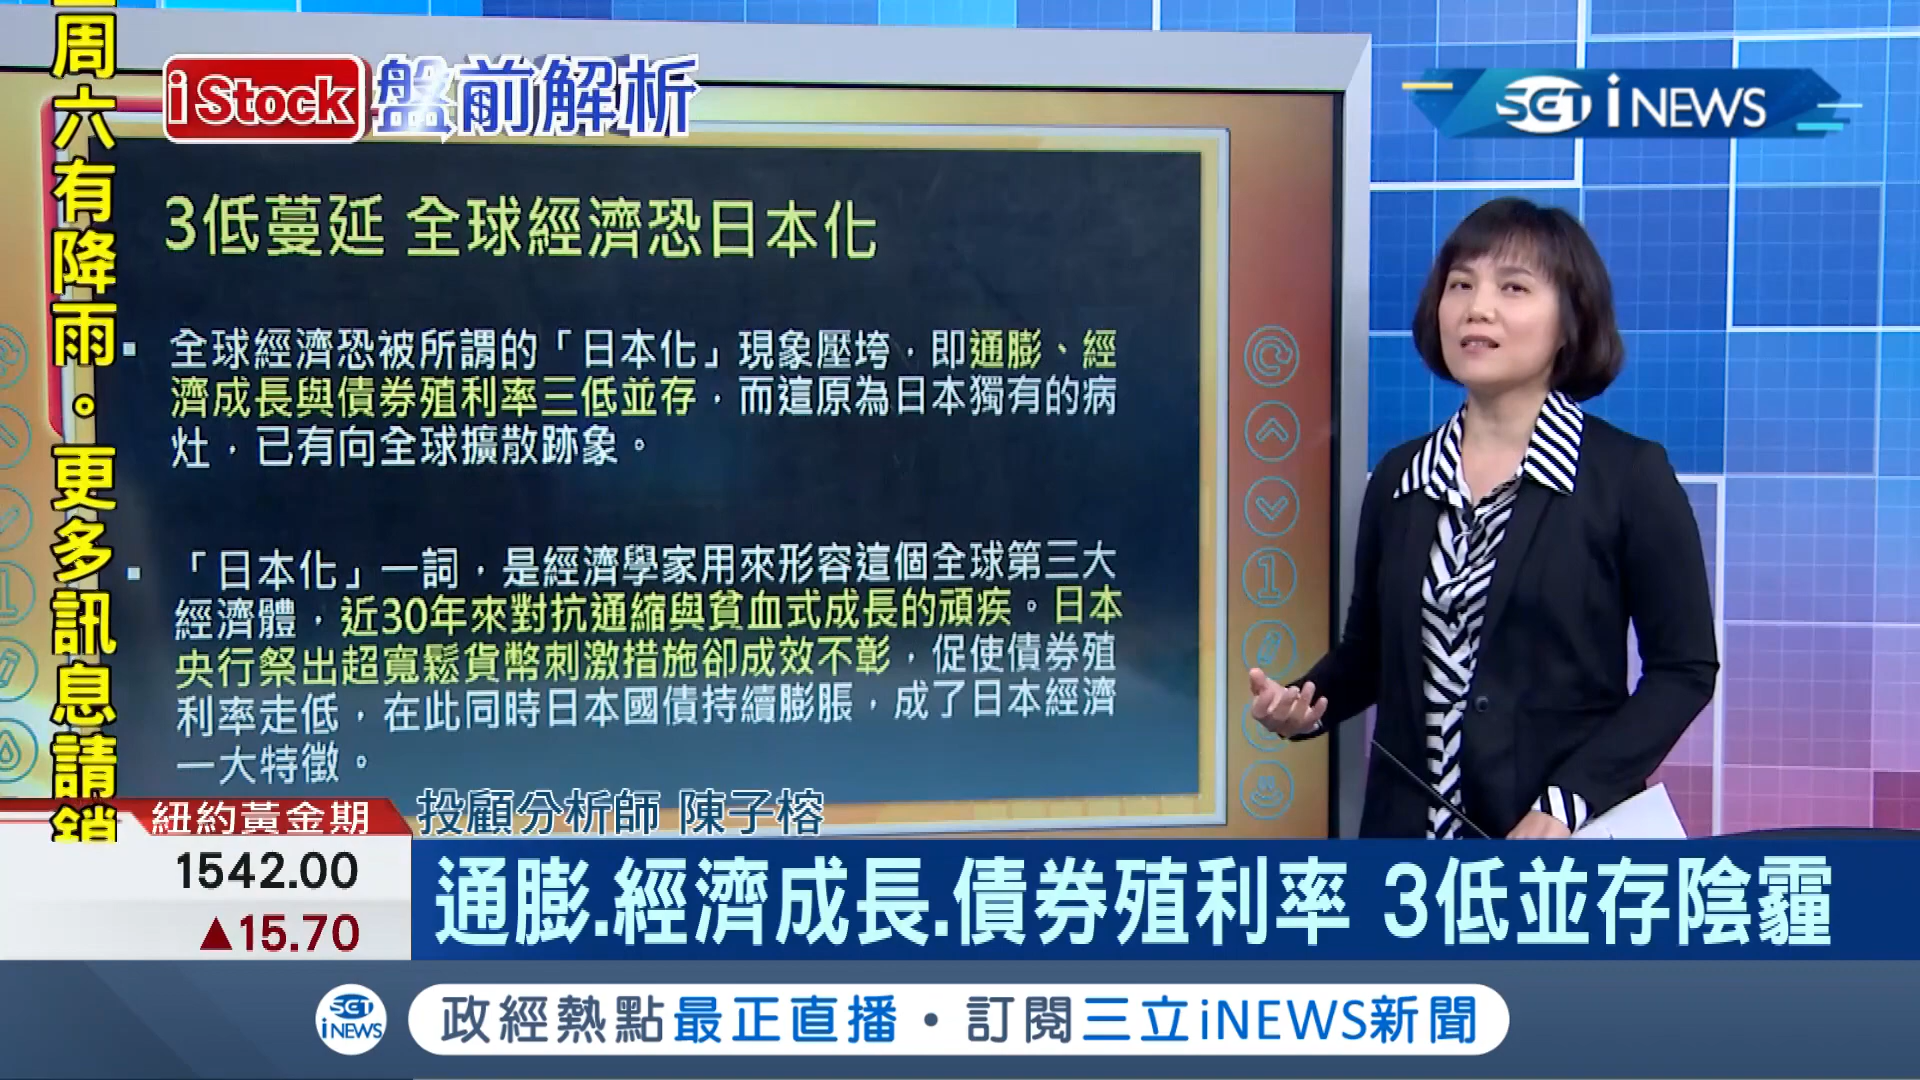 周六有降雨。更多訊息請鎖
i Stock 盤前解析
SET iNEWS
3低蔓延 全球經濟恐日本化
▪ 全球經濟恐被所謂的「日本化」現象壓垮，即通膨、經
濟成長與債券殖利率三低並存，而這原為日本獨有的病
灶，已有向全球擴散跡象。
▪ 「日本化」一詞，是經濟學家用來形容這個全球第三大
經濟體，近30年來對抗通縮與貧血式成長的頑疾。日本
央行祭出超寬鬆貨幣刺激措施卻成效不彰，促使債券殖
利率走低，在此同時日本國債持續膨脹，成了日本經濟
一大特徵。
1
紐約黃金期
1542.00
▲15.70
投顧分析師 陳子榕
通膨.經濟成長.債券殖利率 3低並存陰霾
SET iNEWS
政經熱點最正直播・訂閱三立iNEWS新聞